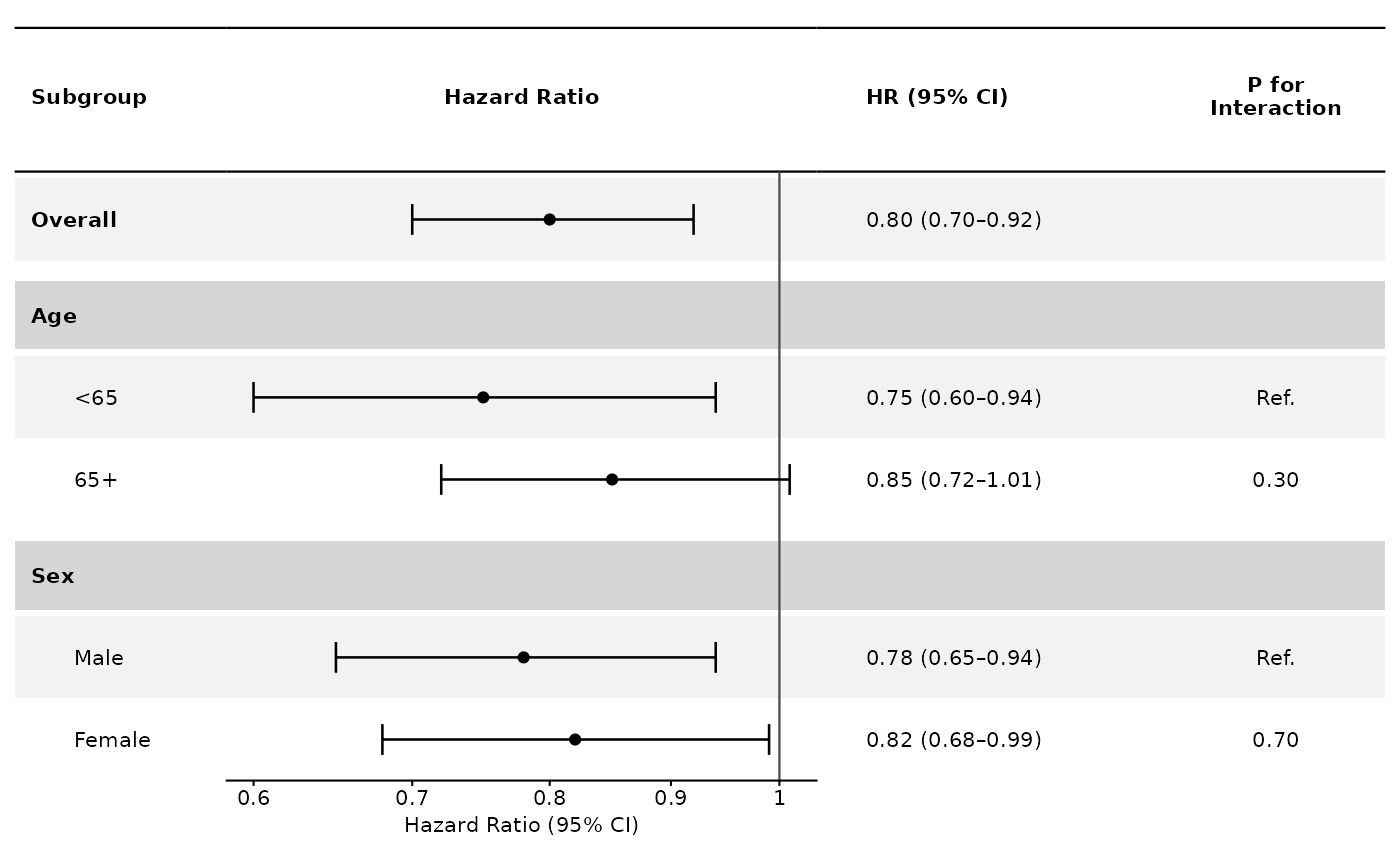 Subgroup Hazard Ratio HR (95% CI) P for
Interaction
Overall 0.80 (0.70–0.92)
Age
<65 0.75 (0.60–0.94) Ref.
65+ 0.85 (0.72–1.01) 0.30
Sex
Male 0.78 (0.65–0.94) Ref.
Female 0.82 (0.68–0.99) 0.70
0.6 0.7 0.8 0.9 1
Hazard Ratio (95% CI)